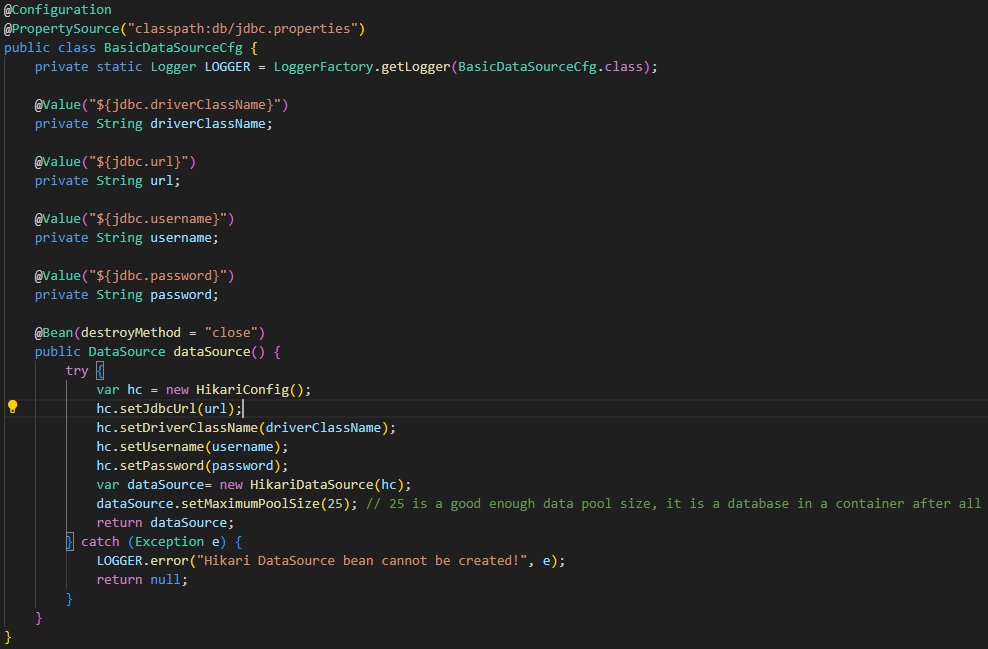 @Configuration
@PropertySource("classpath:db/jdbc.properties")
public class BasicDataSourceCfg {
private static Logger LOGGER = LoggerFactory.getLogger(BasicDataSourceCfg.class);
@Value("${jdbc.driverClassName}")
private String driverClassName;
@Value("${jdbc.url}")
private String url;
@Value("${jdbc.username}")
private String username;
@Value("${jdbc.password}")
private String password;
@Bean(destroyMethod = "close")
public DataSource dataSource() {
try {
var hc = new HikariConfig();
hc.setJdbcUrl(url);
hc.setDriverClassName(driverClassName);
hc.setUsername(username);
hc.setPassword(password);
var dataSource= new HikariDataSource(hc);
dataSource.setMaximumPoolSize(25); // 25 is a good enough data pool size, it is a database in a container after all
return dataSource;
} catch (Exception e) {
LOGGER.error("Hikari DataSource bean cannot be created!", e);
return null;
}
}
}